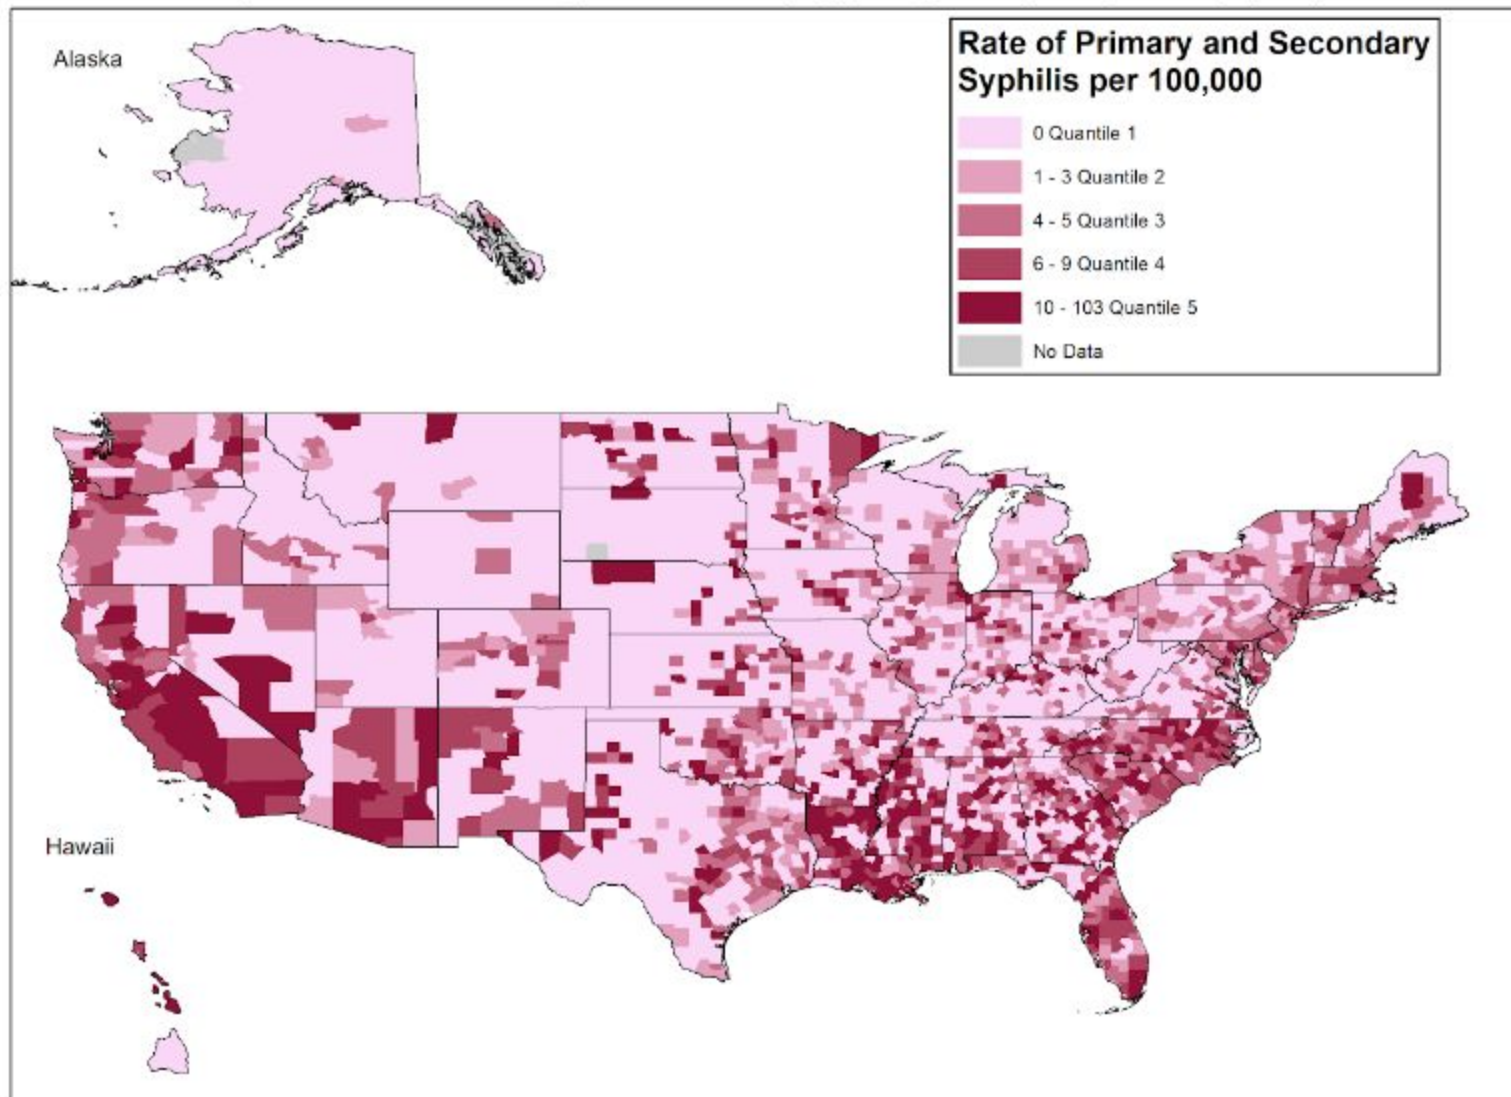 Alaska
Rate of Primary and Secondary
Syphilis per 100,000
0 Quantile 1
1 - 3 Quantile 2
4 - 5 Quantile 3
6 - 9 Quantile 4
10 - 103 Quantile 5
No Data
Hawaii